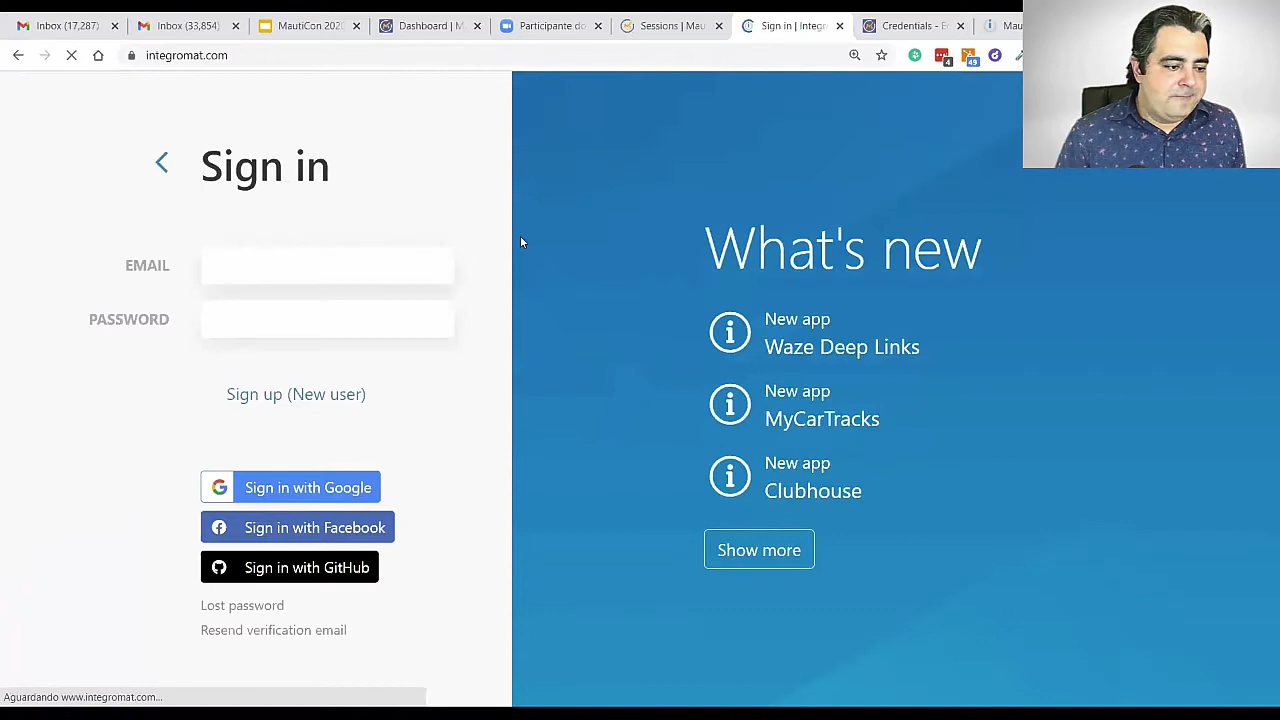 Inbox (17,287)
Inbox (33,854)
MautiCon 202
Dashboard | M
Participante do
Sessions | Mau
Sign in | Integr
Credentials - E
Mau
integromat.com
4
49
Sign in
EMAIL
PASSWORD
Sign up (New user)
Sign in with Google
Sign in with Facebook
Sign in with GitHub
Lost password
Resend verification email
What's new
New app
Waze Deep Links
New app
MyCarTracks
New app
Clubhouse
Show more
Aguardando www.integromat.com...